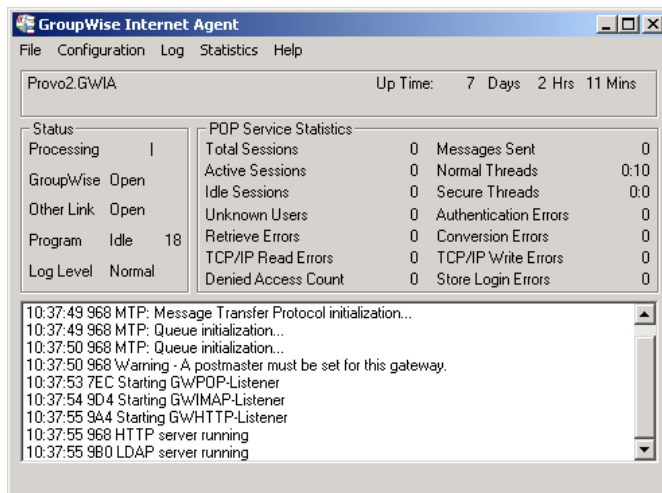 GroupWise Internet Agent
File Configuration Log Statistics Help
Provo2.GWIA Up Time: 7 Days 2 Hrs 11 Mins
Status
Processing |
GroupWise Open
Other Link Open
Program Idle 18
Log Level Normal
POP Service Statistics
Total Sessions 0 Messages Sent 0
Active Sessions 0 Normal Threads 0:10
Idle Sessions 0 Secure Threads 0:0
Unknown Users 0 Authentication Errors 0
Retrieve Errors 0 Conversion Errors 0
TCP/IP Read Errors 0 TCP/IP Write Errors 0
Denied Access Count 0 Store Login Errors 0
10:37:49 968 MTP: Message Transfer Protocol initialization...
10:37:49 968 MTP: Queue initialization...
10:37:50 968 MTP: Queue initialization...
10:37:50 968 Warning - A postmaster must be set for this gateway.
10:37:53 7EC Starting GWPOP-Listener
10:37:54 9D4 Starting GWIMAP-Listener
10:37:55 9A4 Starting GWHTTP-Listener
10:37:55 968 HTTP server running
10:37:55 9B0 LDAP server running